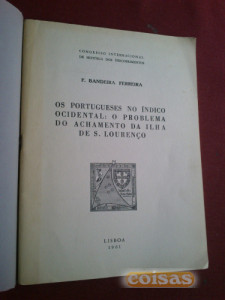 CONGRESSO INTERNACIONAL
DE HISTÓRIA DOS DESCOBRIMENTOS
F. BANDEIRA FERREIRA
OS PORTUGUESES NO ÍNDICO
OCIDENTAL: O PROBLEMA
DO ACHAMENTO DA ILHA
DE S. LOURENÇO
LISBOA
1961
coisas